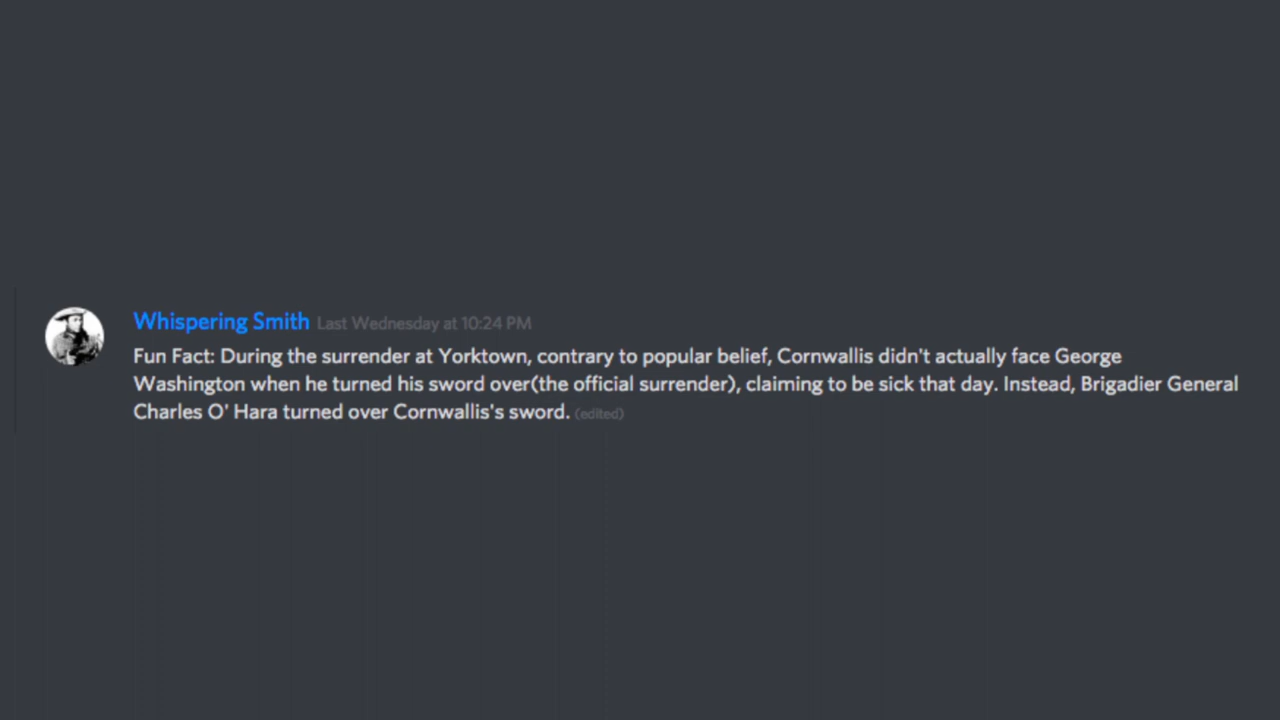 Whispering Smith Last Wednesday at 10:24 PM
Fun Fact: During the surrender at Yorktown, contrary to popular belief, Cornwallis didn't actually face George
Washington when he turned his sword over(the official surrender), claiming to be sick that day. Instead, Brigadier General
Charles O' Hara turned over Cornwallis's sword. (edited)